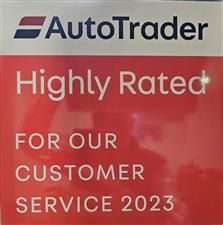 AutoTrader
Highly Rated
FOR OUR
CUSTOMER
SERVICE 2023